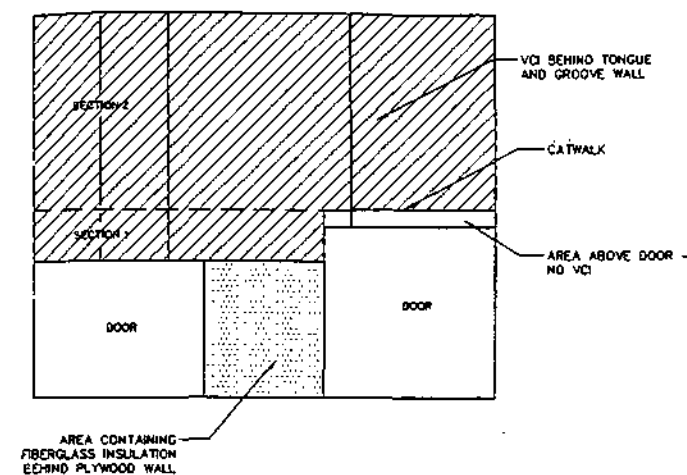 VCI BEHIND TONGUE
AND GROOVE WALL
SECTION 2
CATWALK
SECTION 1
AREA ABOVE DOOR -
NO VCI
DOOR
DOOR
AREA CONTAINING
FIBERGLASS INSULATION
BEHIND PLYWOOD WALL